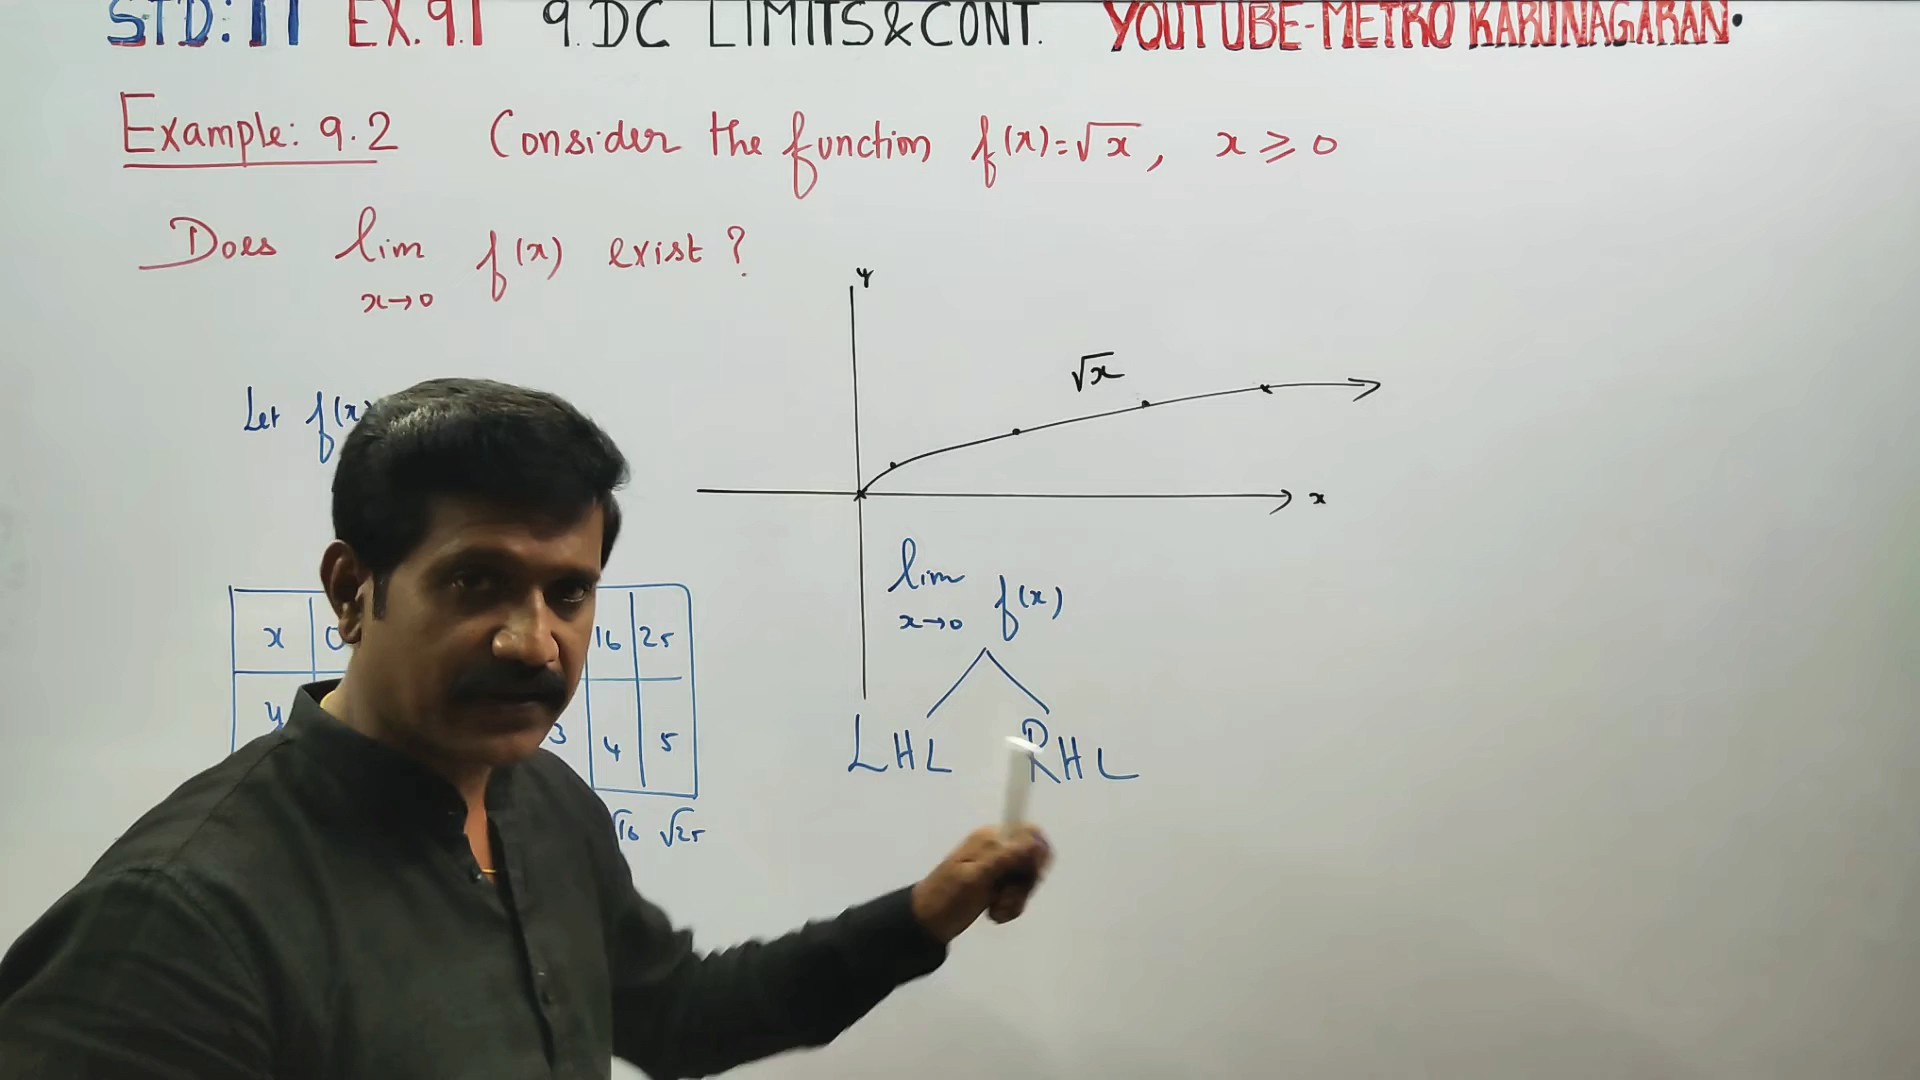 STD: 11 EX. 9.1 9. DC LIMITS & CONT. YOUTUBE-METRO KARUNAGARAN.
Example: 9.2 Consider the function f(x)=√x, x ⩾ 0
Does lim f(x) exist?
x→0
y
√x
x
Let f(x)
lim f(x)
x→0
LHL RHL
x 0 16 25
y 3 4 5
√16 √25